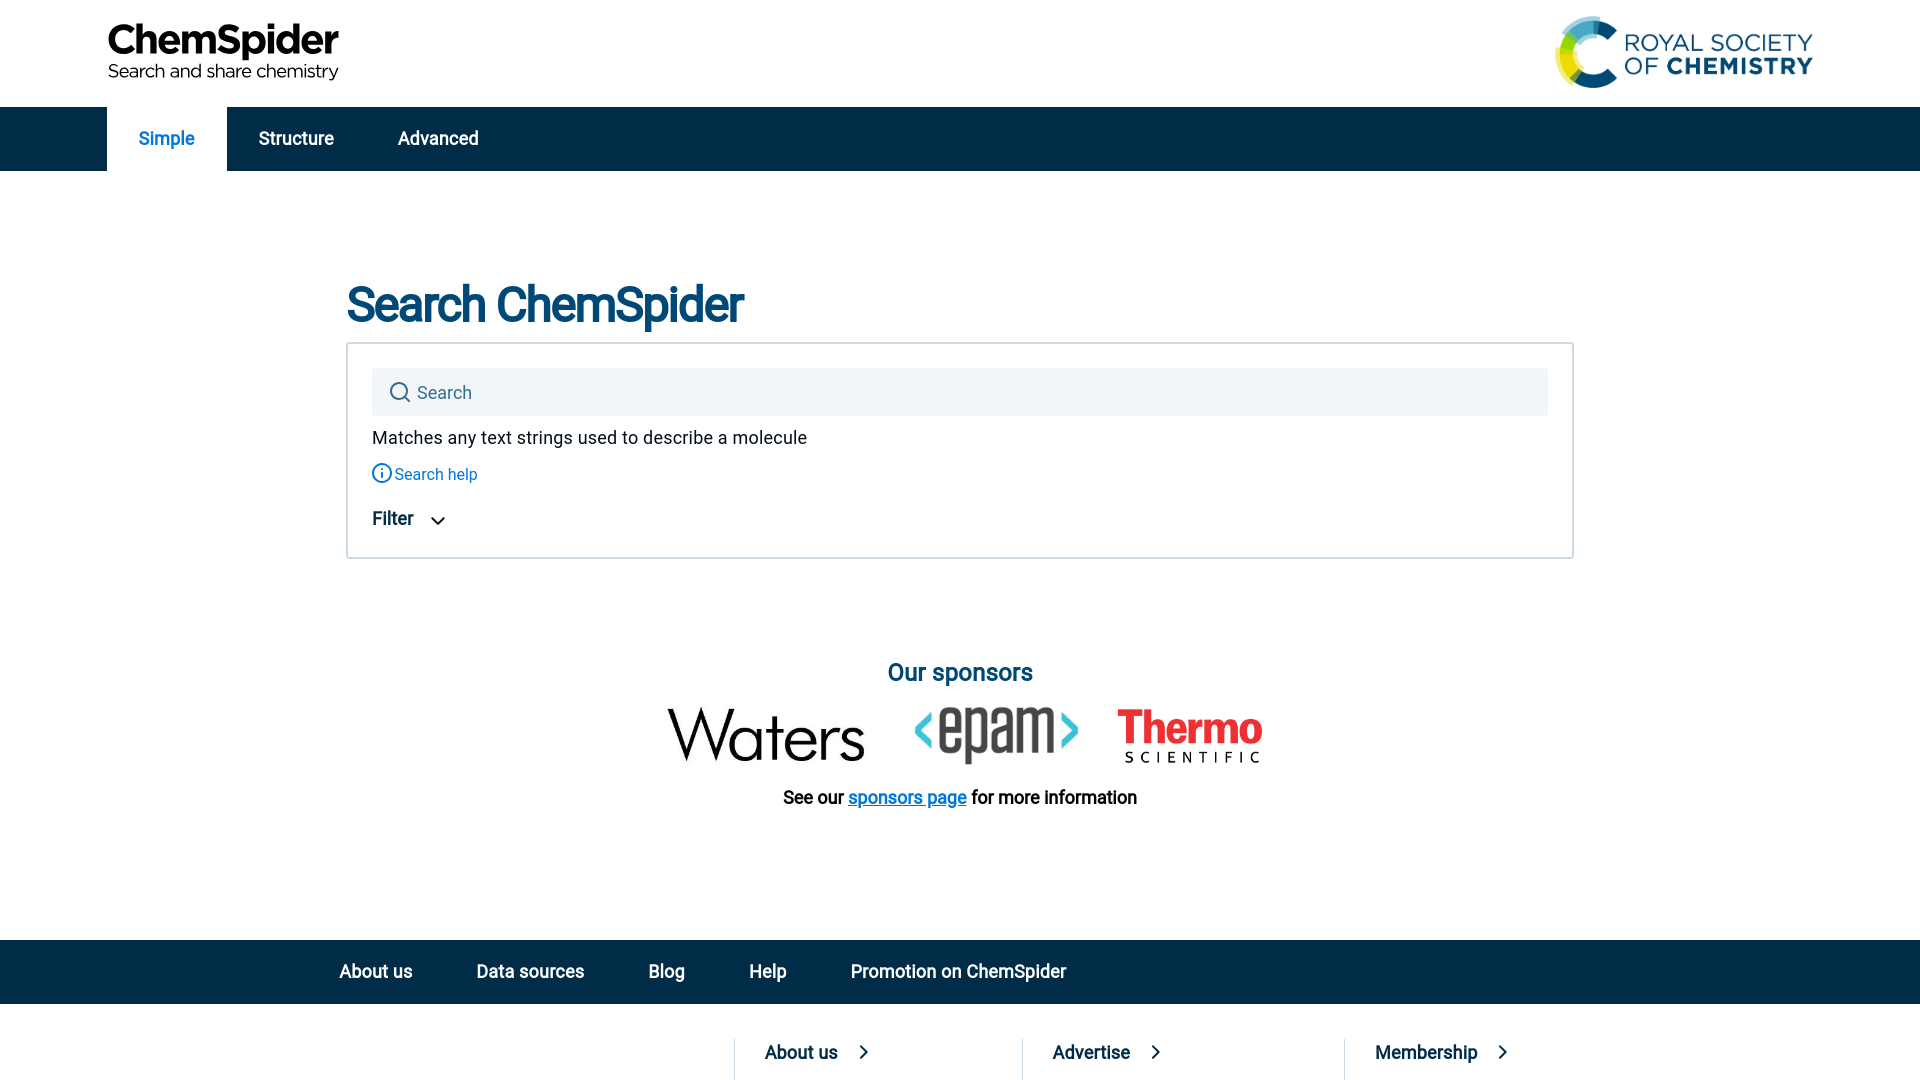 ChemSpider
Search and share chemistry
ROYAL SOCIETY
OF CHEMISTRY
Simple
Structure
Advanced
Search ChemSpider
Search
Matches any text strings used to describe a molecule
Search help
Filter
Our sponsors
Waters
<epam>
Thermo
SCIENTIFIC
See our sponsors page for more information
About us
Data sources
Blog
Help
Promotion on ChemSpider
About us
Advertise
Membership